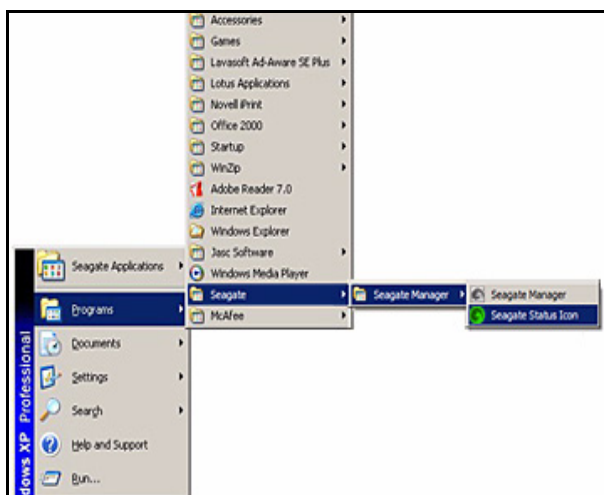 Accessories
Games
Lavasoft Ad-Aware SE Plus
Lotus Applications
Novell iPrint
Office 2000
Startup
WinZip
Adobe Reader 7.0
Internet Explorer
Windows Explorer
Jasc Software
Windows Media Player
Seagate
McAfee
Seagate Manager
Seagate Manager
Seagate Status Icon
Seagate Applications
Programs
Documents
Settings
Search
Help and Support
Run...
dows XP Professional